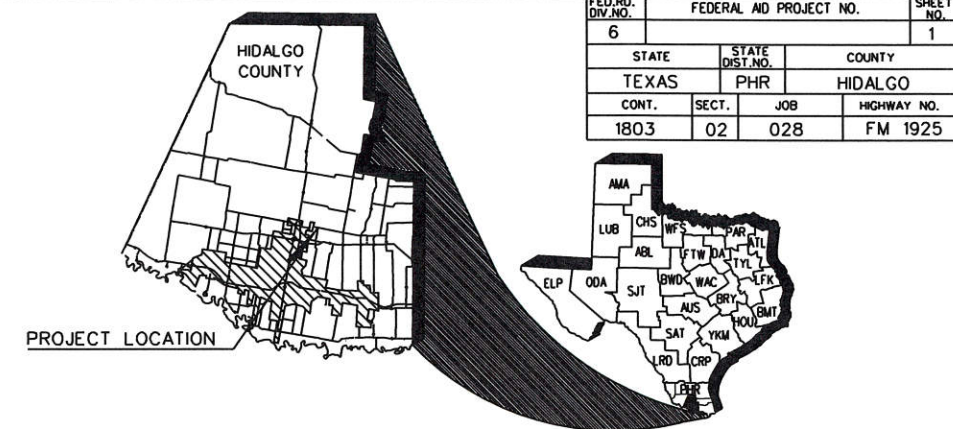 FED.RD. DIV.NO. FEDERAL AID PROJECT NO. SHEET NO.
6 1
STATE STATE DIST.NO. COUNTY
TEXAS PHR HIDALGO
CONT. SECT. JOB HIGHWAY NO.
1803 02 028 FM 1925
HIDALGO
COUNTY
PROJECT LOCATION
AMA
LUB CHS WFS PAR ATL
ABL FTW DA TYL
ELP ODA SJT BWD WAC LFK
AUS BRY BMT
SAT YKM HOU
LRD CRP
PHR